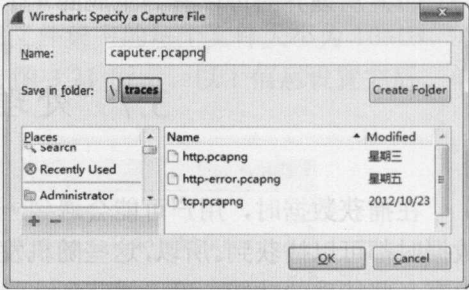 Wireshark: Specify a Capture File
Name: caputer.pcapng
Save in folder: \ traces Create Folder
Places Name Modified
Search http.pcapng 星期三
Recently Used http-error.pcapng 星期五
Administrator tcp.pcapng 2012/10/23
OK Cancel